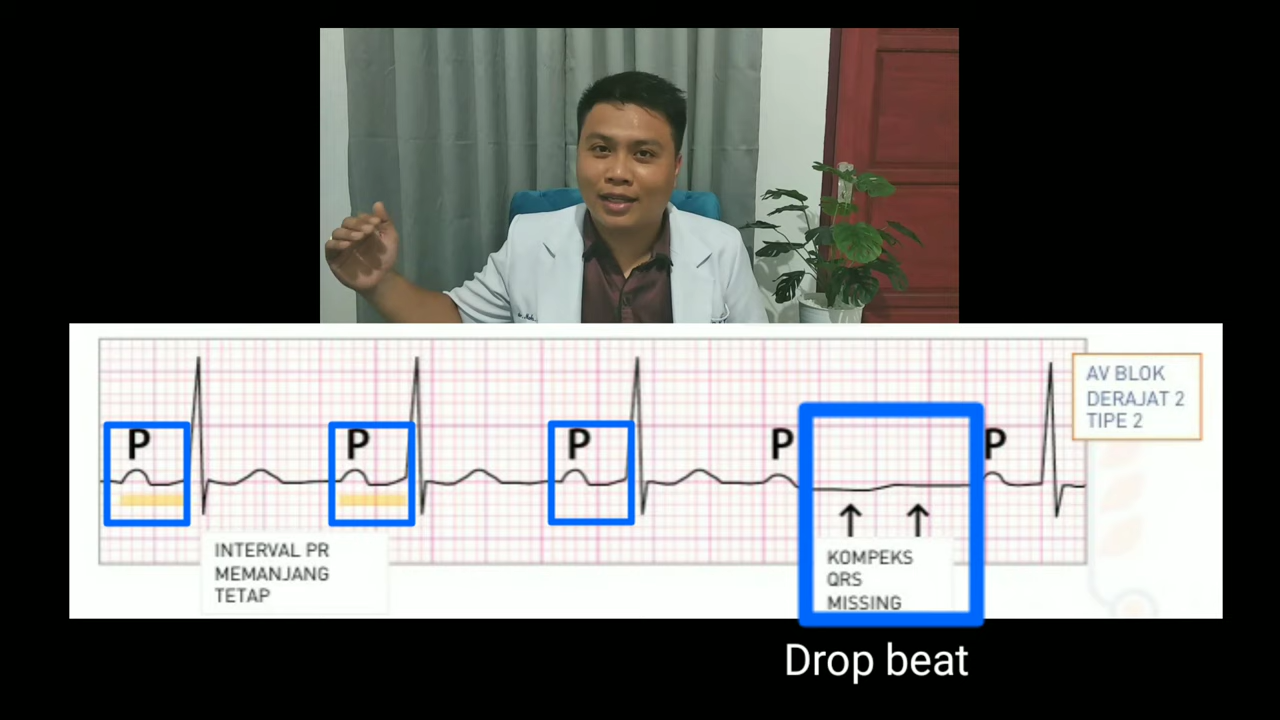 P
P
P
P
P
AV BLOK
DERAJAT 2
TIPE 2
INTERVAL PR
MEMANJANG
TETAP
KOMPEKS
QRS
MISSING
Drop beat